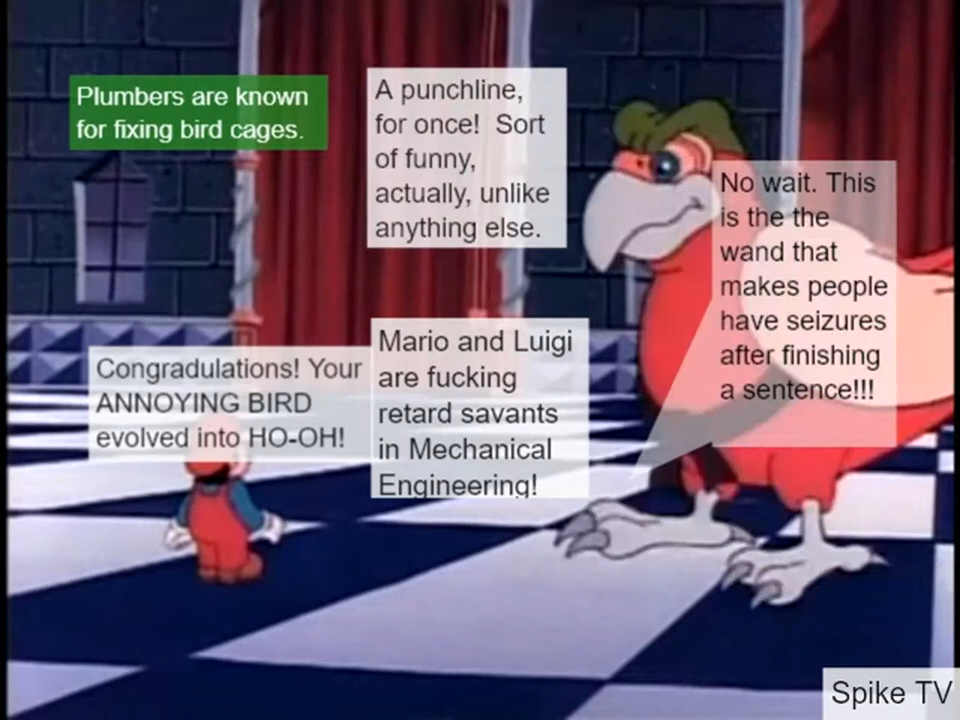 Plumbers are known
for fixing bird cages.
A punchline,
for once!  Sort
of funny,
actually, unlike
anything else.
No wait. This
is the the
wand that
makes people
have seizures
after finishing
a sentence!!!
Congradulations! Your
ANNOYING BIRD
evolved into HO-OH!
Mario and Luigi
are fucking
retard savants
in Mechanical
Engineering!
Spike TV